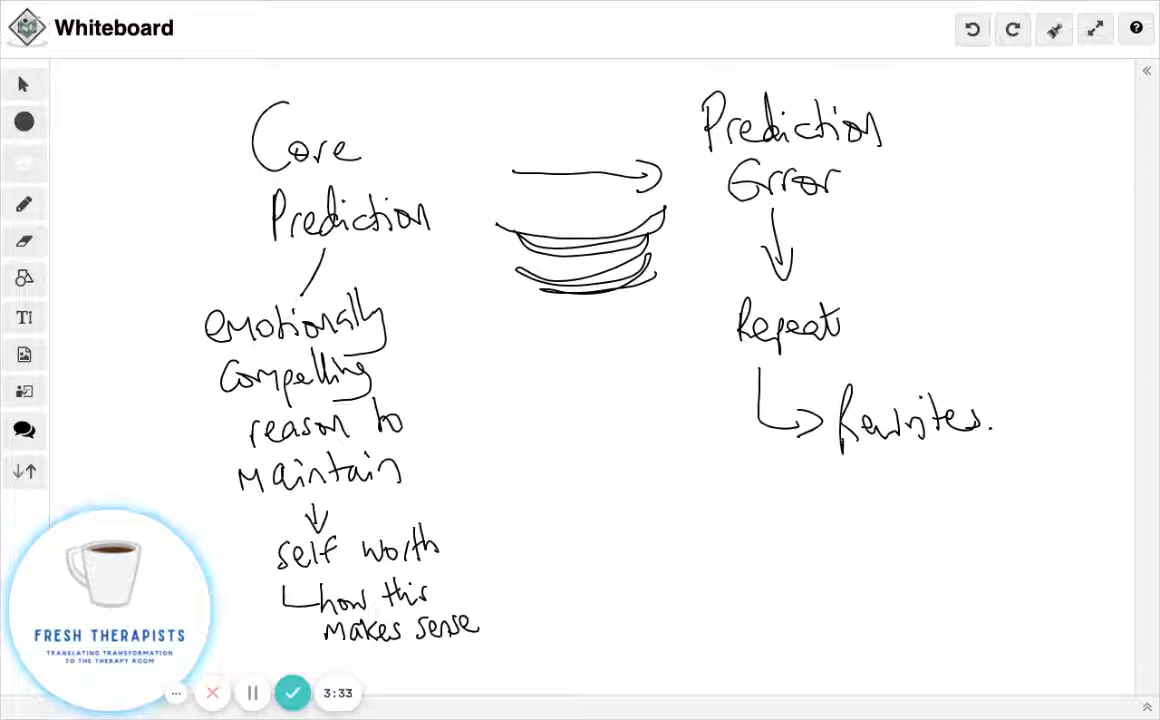 Whiteboard
Core
Prediction
emotionally
compelling
reason to
maintain
self worth
how this
makes sense
Prediction
Error
Repeat
Rewrites.
TI
FRESH THERAPISTS
TRANSLATING TRANSFORMATION
TO THE THERAPY ROOM
3:33